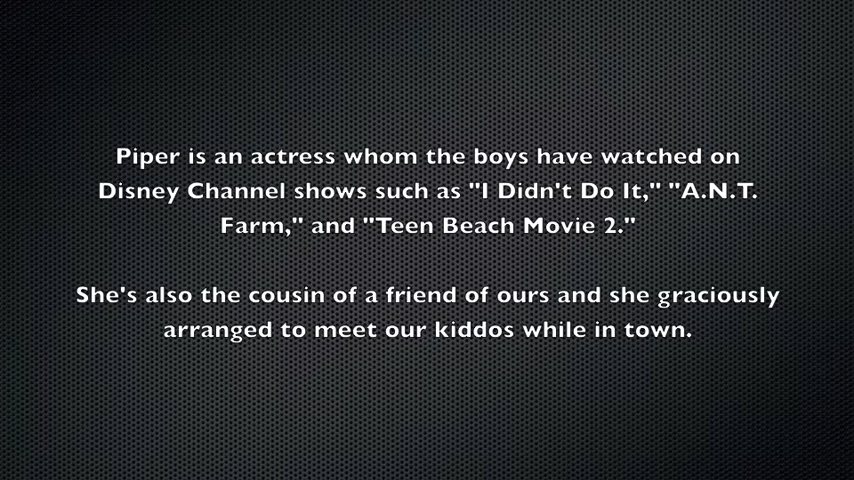 Piper is an actress whom the boys have watched on
Disney Channel shows such as "I Didn't Do It," "A.N.T.
Farm," and "Teen Beach Movie 2."
She's also the cousin of a friend of ours and she graciously
arranged to meet our kiddos while in town.